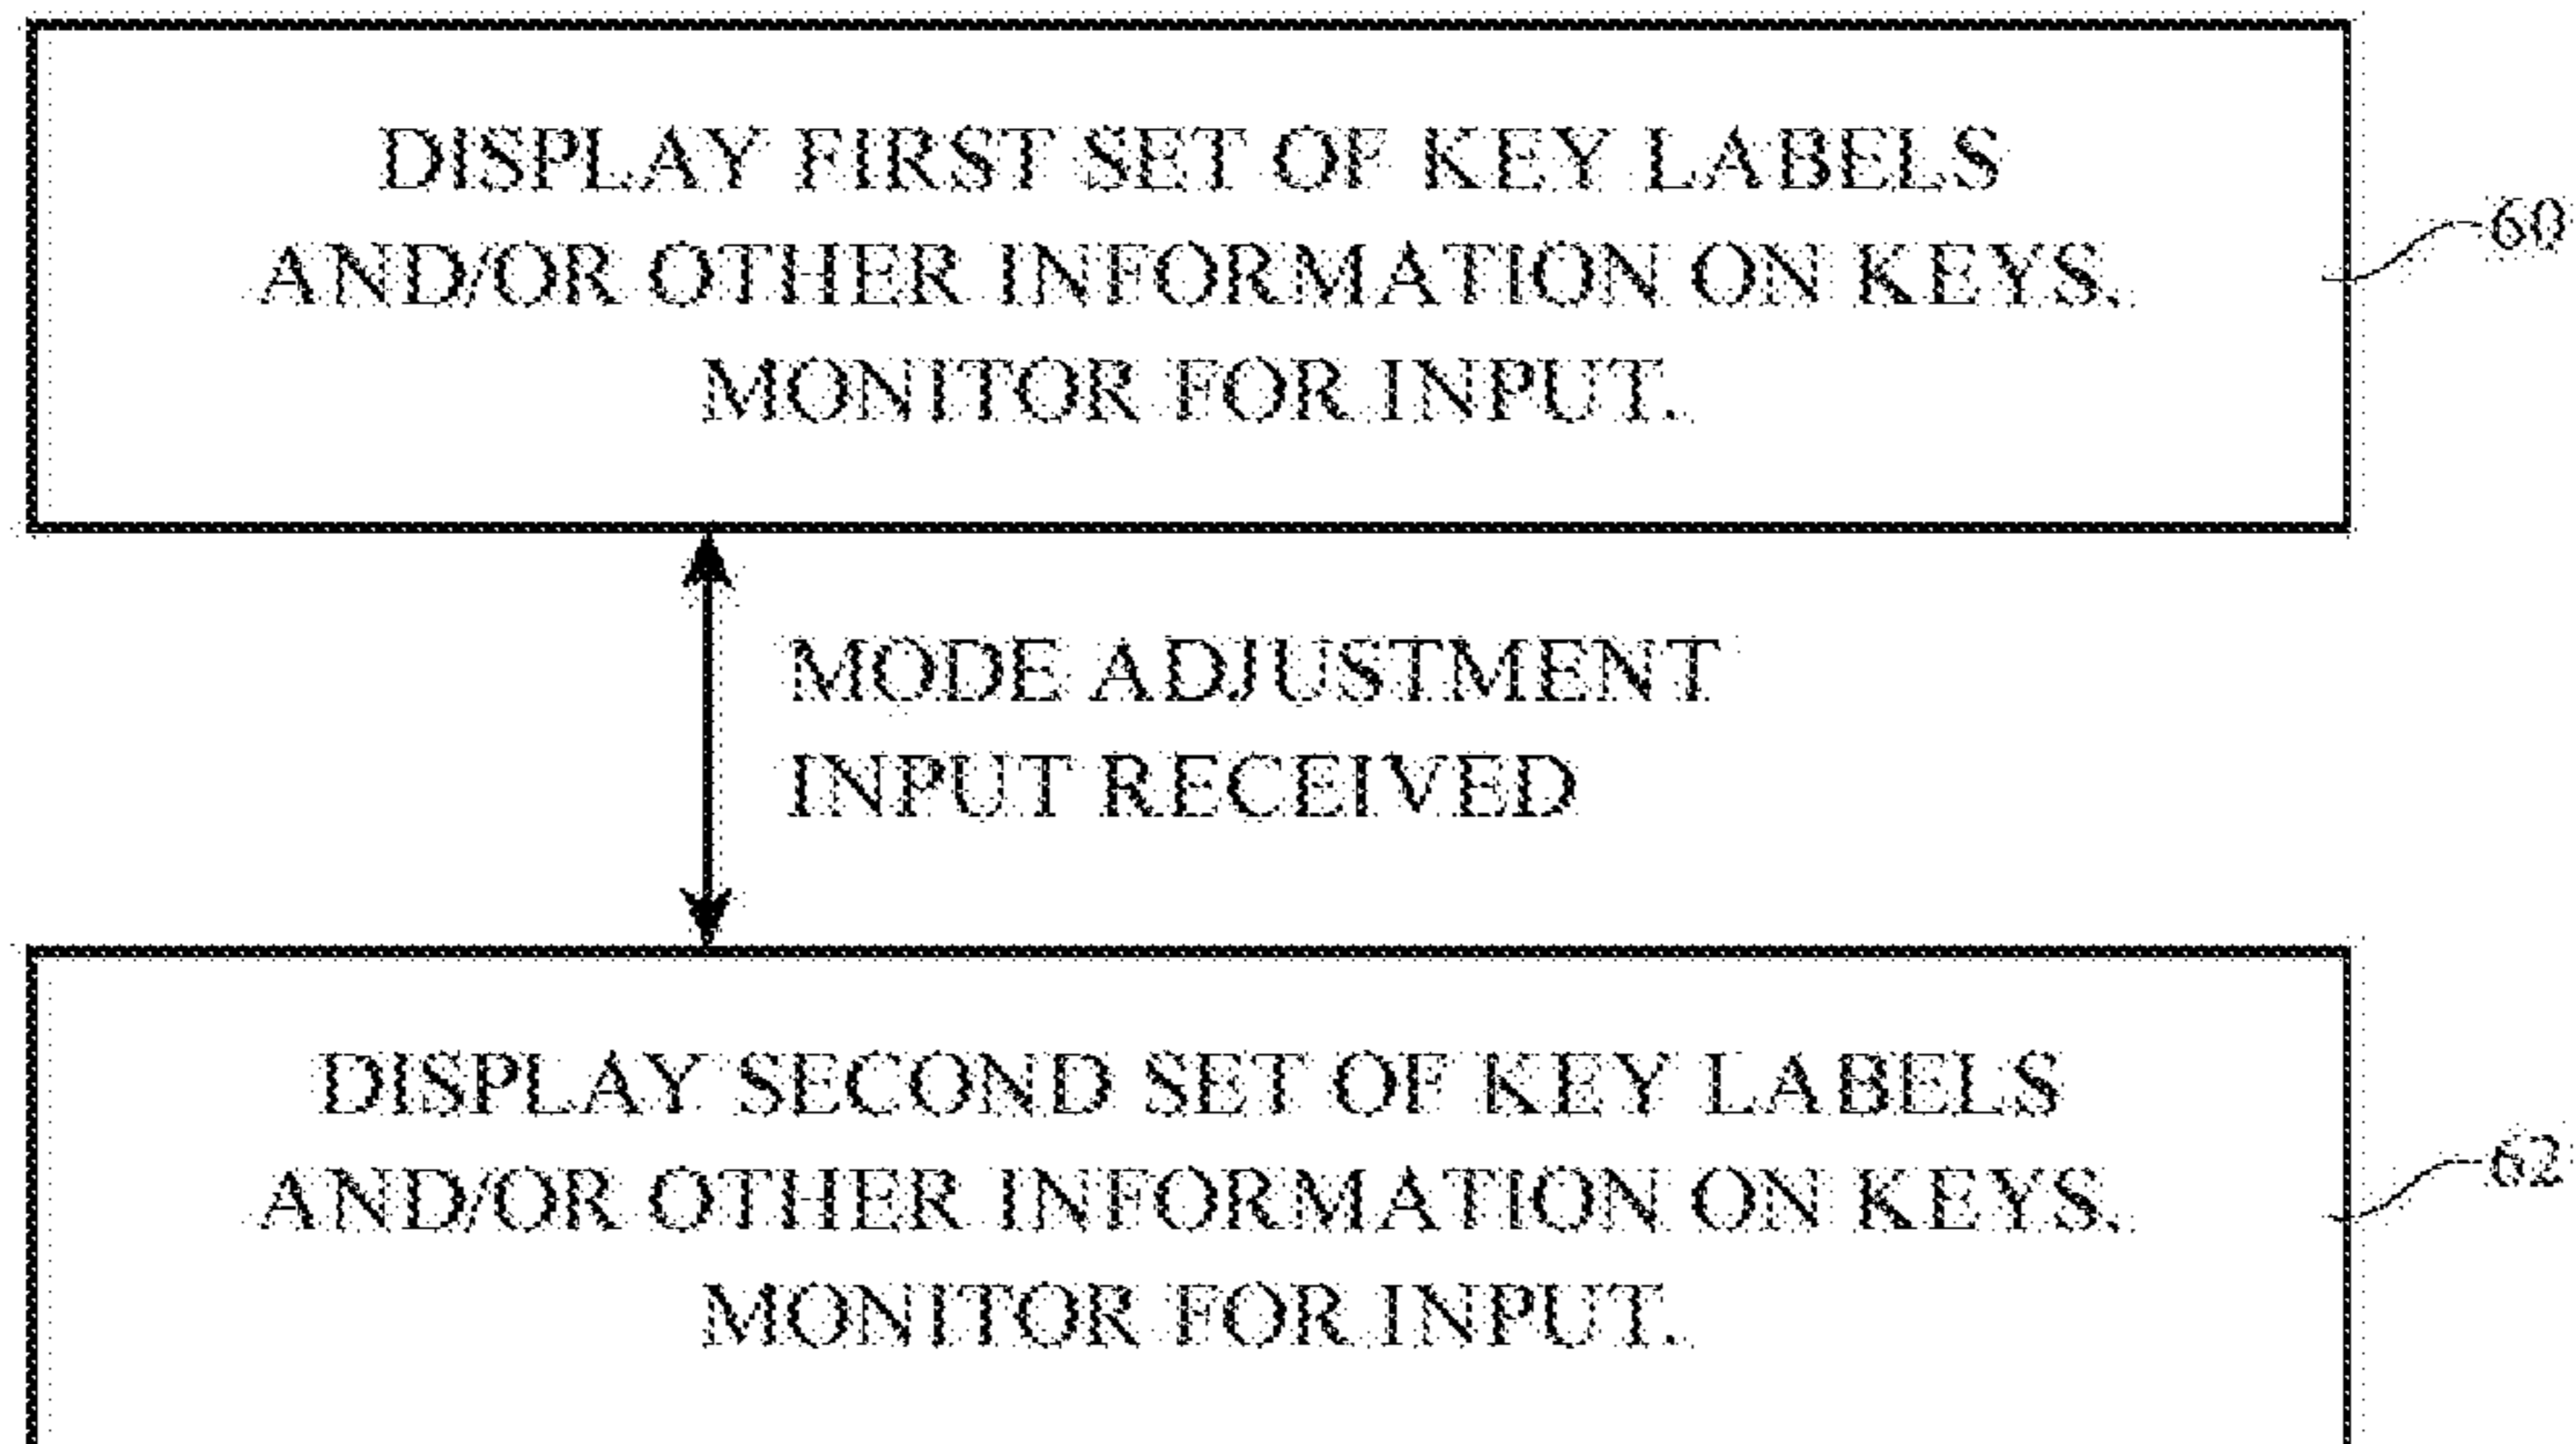 DISPLAY FIRST SET OF KEY LABELS
AND/OR OTHER INFORMATION ON KEYS.
MONITOR FOR INPUT.
60
MODE ADJUSTMENT
INPUT RECEIVED
DISPLAY SECOND SET OF KEY LABELS
AND/OR OTHER INFORMATION ON KEYS.
MONITOR FOR INPUT.
62